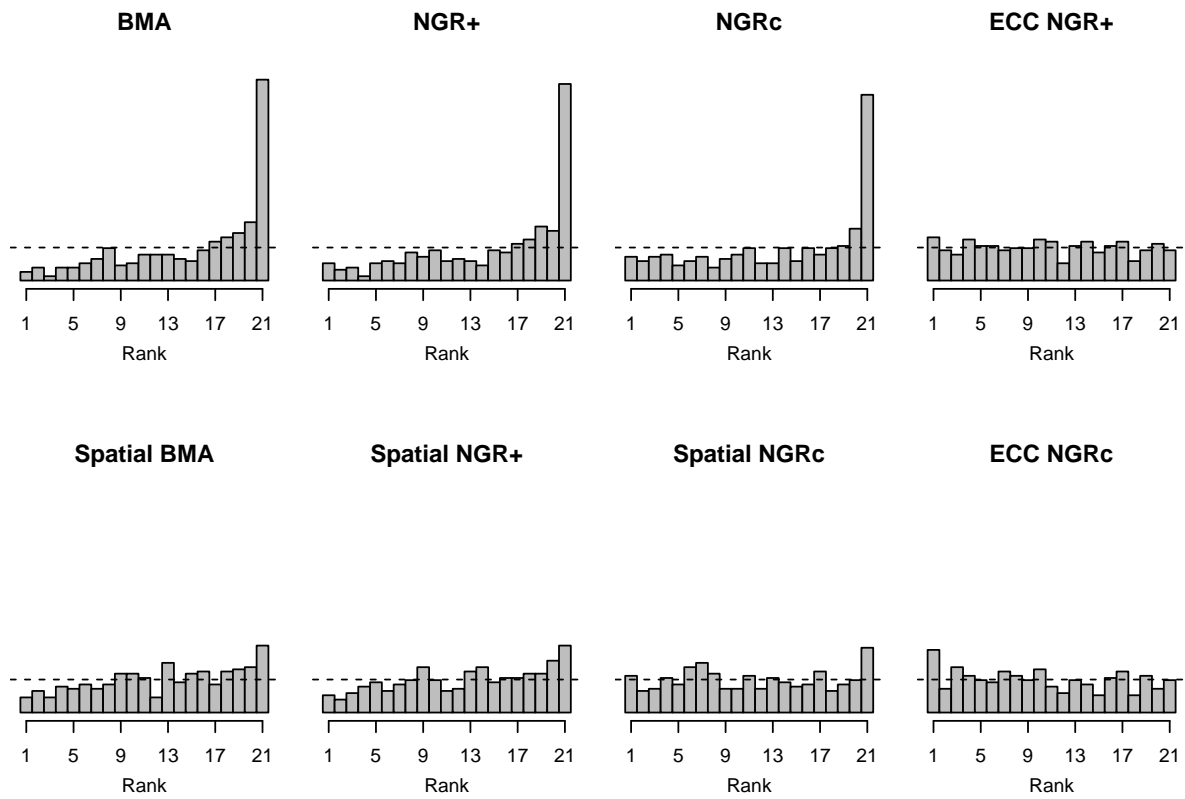 BMA NGR+ NGRc ECC NGR+
1 5 9 13 17 21 1 5 9 13 17 21 1 5 9 13 17 21 1 5 9 13 17 21
Rank Rank Rank Rank
Spatial BMA Spatial NGR+ Spatial NGRc ECC NGRc
1 5 9 13 17 21 1 5 9 13 17 21 1 5 9 13 17 21 1 5 9 13 17 21
Rank Rank Rank Rank